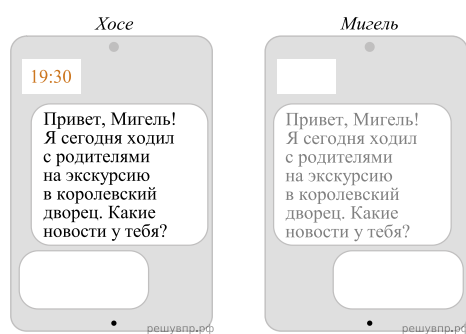 Хосе
Мигель
19:30
Привет, Мигель!
Я сегодня ходил
с родителями
на экскурсию
в королевский
дворец. Какие
новости у тебя?
Привет, Мигель!
Я сегодня ходил
с родителями
на экскурсию
в королевский
дворец. Какие
новости у тебя?
решувпр.рф
решувпр.рф